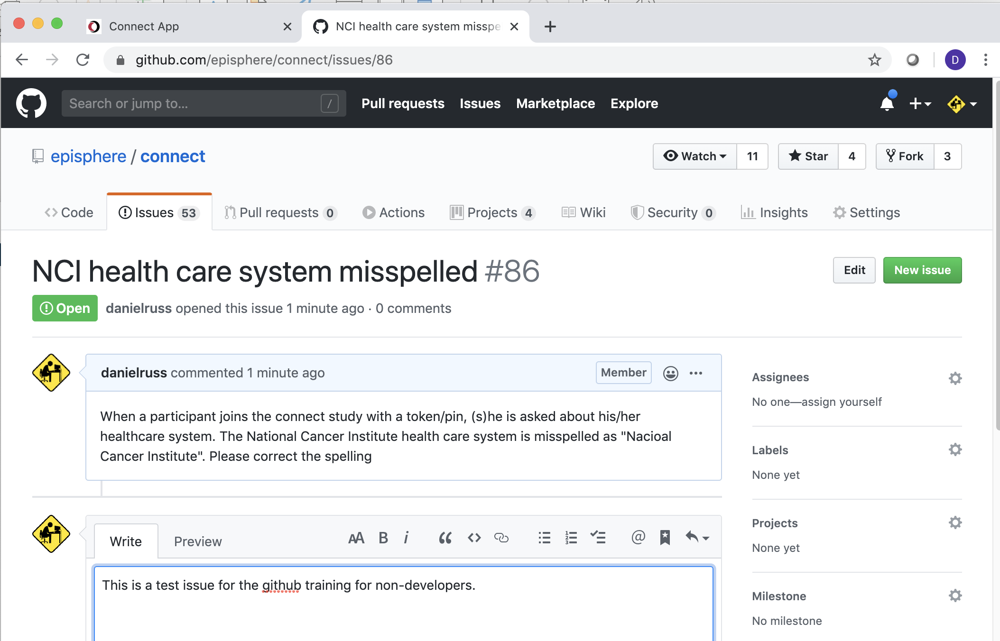 Connect App
NCI health care system misspe
github.com/episphere/connect/issues/86
D
Search or jump to... /
Pull requests Issues Marketplace Explore
episphere / connect
Watch 11 Star 4 Fork 3
Code Issues 53 Pull requests 0 Actions Projects 4 Wiki Security 0 Insights Settings
NCI health care system misspelled #86
Edit New issue
Open danielruss opened this issue 1 minute ago · 0 comments
danielruss commented 1 minute ago Member
When a participant joins the connect study with a token/pin, (s)he is asked about his/her
healthcare system. The National Cancer Institute health care system is misspelled as "Nacioal
Cancer Institute". Please correct the spelling
Assignees
No one—assign yourself
Labels
None yet
Projects
None yet
Milestone
No milestone
Write Preview AA B i
This is a test issue for the github training for non-developers.